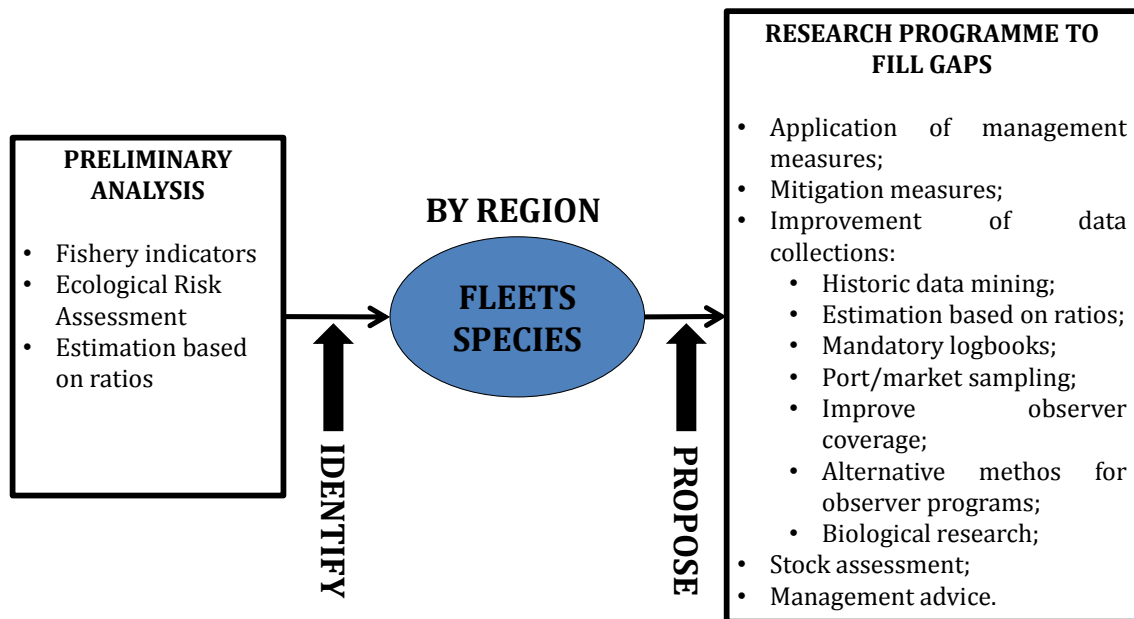 PRELIMINARY
ANALYSIS
• Fishery indicators
• Ecological Risk
Assessment
• Estimation based
on ratios
IDENTIFY
BY REGION
FLEETS
SPECIES
PROPOSE
RESEARCH PROGRAMME TO
FILL GAPS
• Application of management
measures;
• Mitigation measures;
• Improvement of data
collections:
• Historic data mining;
• Estimation based on ratios;
• Mandatory logbooks;
• Port/market sampling;
• Improve observer
coverage;
• Alternative methos for
observer programs;
• Biological research;
• Stock assessment;
• Management advice.